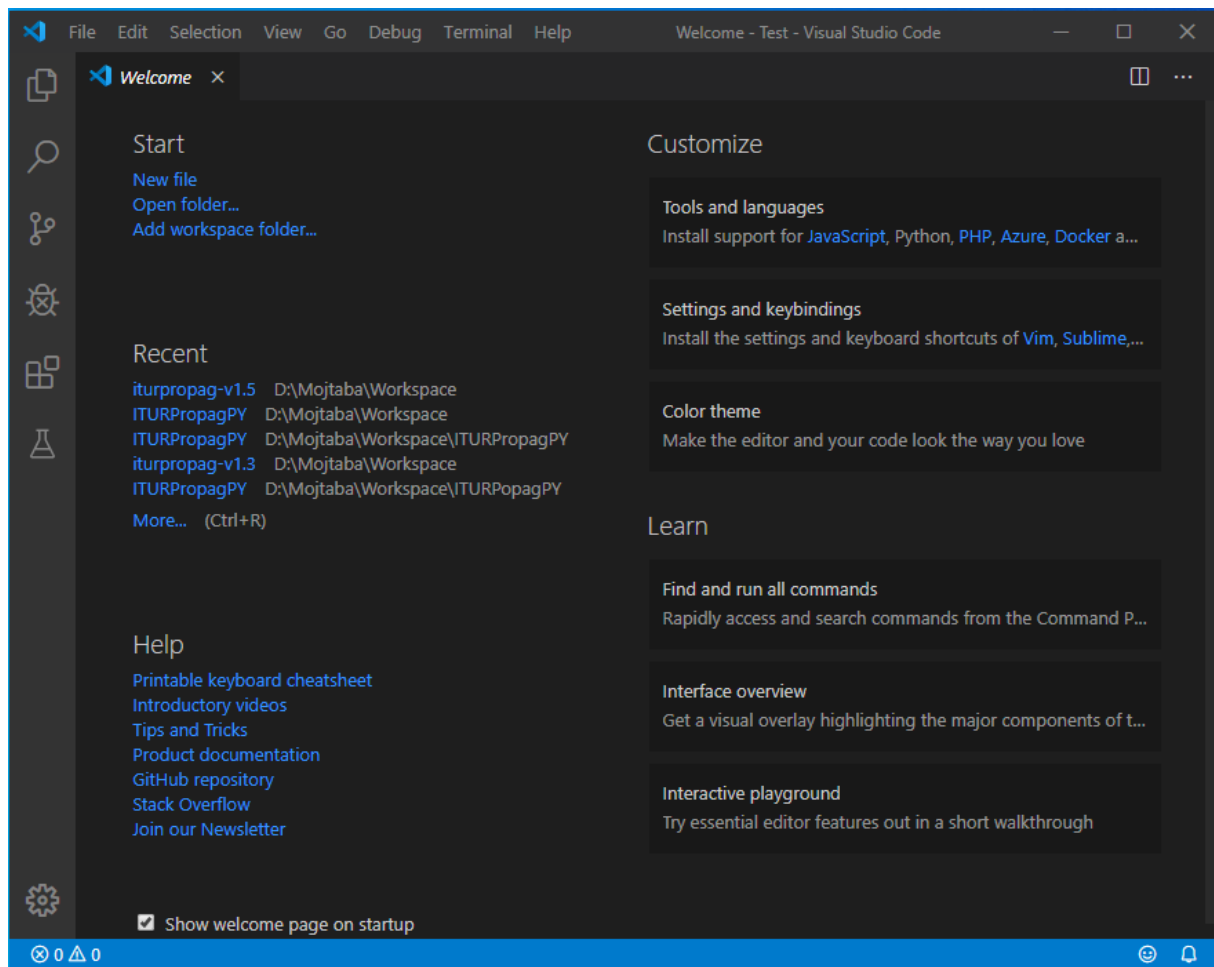 File Edit Selection View Go Debug Terminal Help Welcome - Test - Visual Studio Code
Welcome
Start
New file
Open folder...
Add workspace folder...
Recent
iturpropag-v1.5 D:\Mojtaba\Workspace
ITURPropagPY D:\Mojtaba\Workspace
ITURPropagPY D:\Mojtaba\Workspace\ITURPropagPY
iturpropag-v1.3 D:\Mojtaba\Workspace
ITURPropagPY D:\Mojtaba\Workspace\ITURPopagPY
More... (Ctrl+R)
Help
Printable keyboard cheatsheet
Introductory videos
Tips and Tricks
Product documentation
GitHub repository
Stack Overflow
Join our Newsletter
Show welcome page on startup
Customize
Tools and languages
Install support for JavaScript, Python, PHP, Azure, Docker a...
Settings and keybindings
Install the settings and keyboard shortcuts of Vim, Sublime,...
Color theme
Make the editor and your code look the way you love
Learn
Find and run all commands
Rapidly access and search commands from the Command P...
Interface overview
Get a visual overlay highlighting the major components of t...
Interactive playground
Try essential editor features out in a short walkthrough
0 0